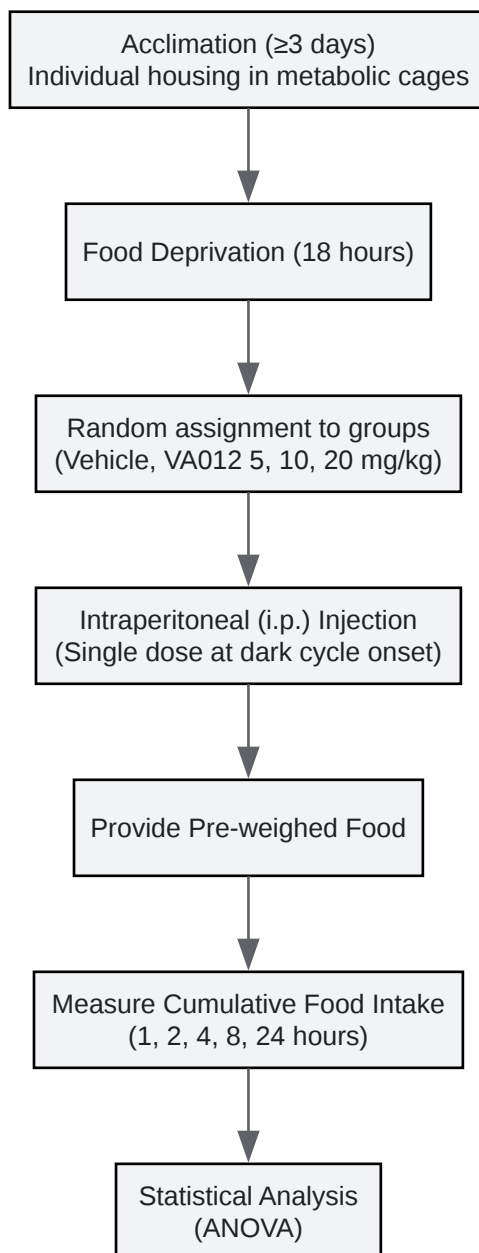 Acclimation (≥3 days)
Individual housing in metabolic cages
Food Deprivation (18 hours)
Random assignment to groups
(Vehicle, VA012 5, 10, 20 mg/kg)
Intraperitoneal (i.p.) Injection
(Single dose at dark cycle onset)
Provide Pre-weighed Food
Measure Cumulative Food Intake
(1, 2, 4, 8, 24 hours)
Statistical Analysis
(ANOVA)